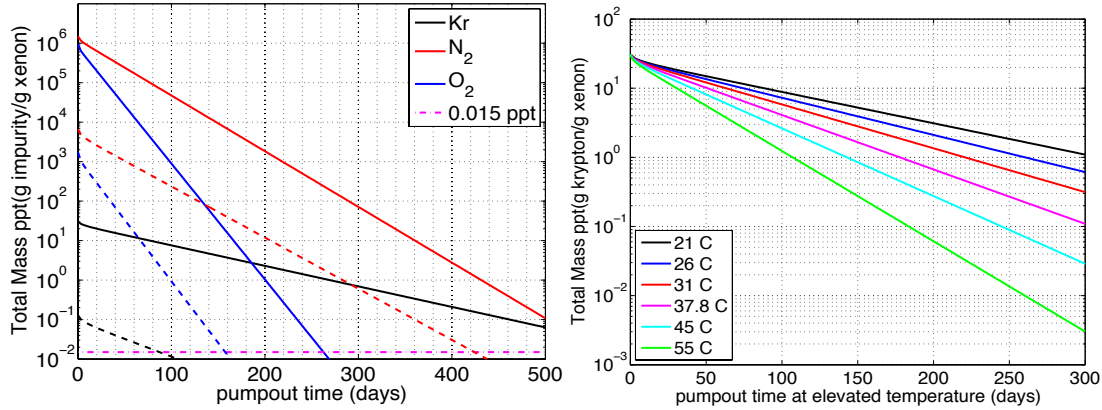 Total Mass ppt(g impurity/g xenon)
10^6
10^5
10^4
10^3
10^2
10^1
10^0
10^-1
10^-2
0 100 200 300 400 500
pumpout time (days)
Kr
N_2
O_2
0.015 ppt
Total Mass ppt(g krypton/g xenon)
10^2
10^1
10^0
10^-1
10^-2
10^-3
0 50 100 150 200 250 300
pumpout time at elevated temperature (days)
21 C
26 C
31 C
37.8 C
45 C
55 C